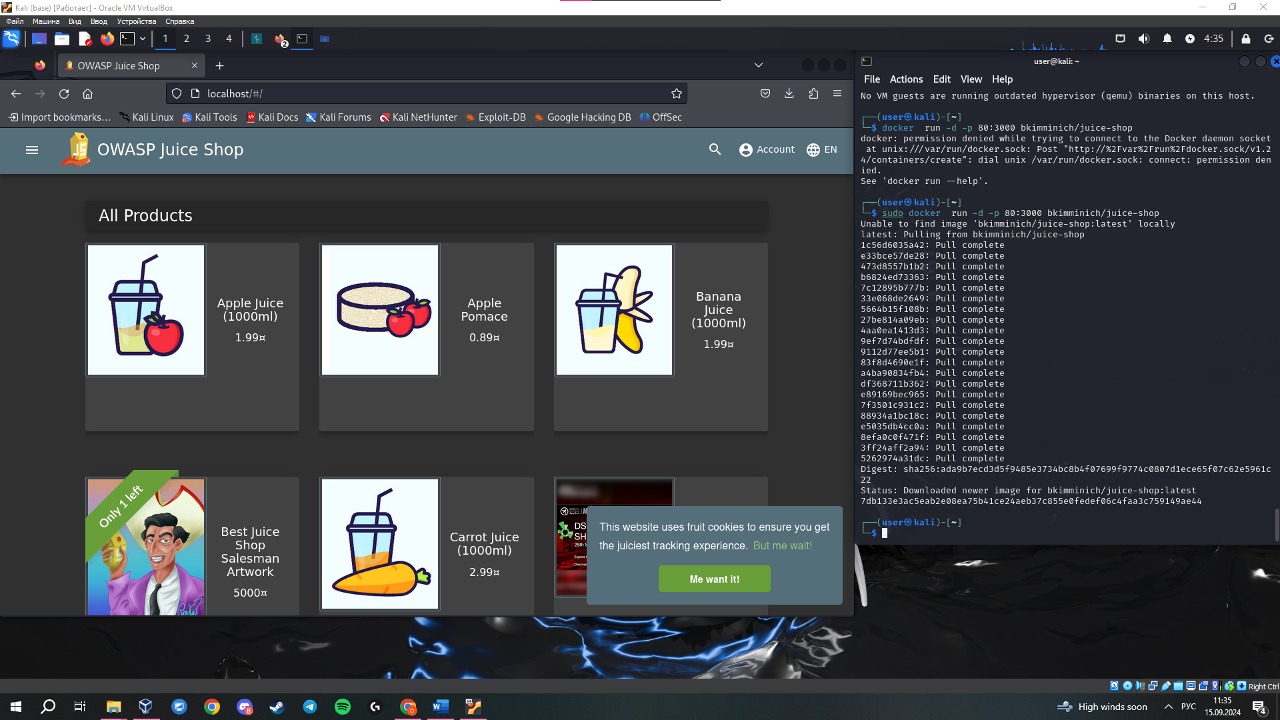 Kali (base) [Работает] - Oracle VM VirtualBox
Файл Машина Вид Ввод Устройства Справка
1 2 3 4
4:35
OWASP Juice Shop
localhost/#/
Import bookmarks... Kali Linux Kali Tools Kali Docs Kali Forums Kali NetHunter Exploit-DB Google Hacking DB OffSec
OWASP Juice Shop
Account
EN
All Products
Apple Juice
(1000ml)
1.99¤
Apple
Pomace
0.89¤
Banana
Juice
(1000ml)
1.99¤
Only 1 left
Best Juice
Shop
Salesman
Artwork
5000¤
Carrot Juice
(1000ml)
2.99¤
This website uses fruit cookies to ensure you get
the juiciest tracking experience. But me wait!
Me want it!
user@kali: ~
File Actions Edit View Help
No VM guests are running outdated hypervisor (qemu) binaries on this host.
┌──(user㉿kali)-[~]
└─$ docker run -d -p 80:3000 bkimminich/juice-shop
docker: permission denied while trying to connect to the Docker daemon socket
at unix:///var/run/docker.sock: Post "http://%2Fvar%2Frun%2Fdocker.sock/v1.2
4/containers/create": dial unix /var/run/docker.sock: connect: permission den
ied.
See 'docker run --help'.
┌──(user㉿kali)-[~]
└─$ sudo docker run -d -p 80:3000 bkimminich/juice-shop
Unable to find image 'bkimminich/juice-shop:latest' locally
latest: Pulling from bkimminich/juice-shop
1c56d6035a42: Pull complete
e33bce57de28: Pull complete
473d8557b1b2: Pull complete
b6824ed73363: Pull complete
7c12895b777b: Pull complete
33e068de2649: Pull complete
5664b15f108b: Pull complete
27be814a09eb: Pull complete
4aa0ea1413d3: Pull complete
9ef7d74bdfdf: Pull complete
9112d77ee5b1: Pull complete
83f8d4690e1f: Pull complete
a4ba90834fb4: Pull complete
df368711b362: Pull complete
e89169bec965: Pull complete
7f3501c931c2: Pull complete
88934a1bc18c: Pull complete
e5035db4cc0a: Pull complete
8efa0c0f471f: Pull complete
3ff24aff2a94: Pull complete
5262974a31dc: Pull complete
Digest: sha256:ada9b7ecd3d5f9485e3734bc8b4f07699f9774c0807d1ece65f07c62e5961c
22
Status: Downloaded newer image for bkimminich/juice-shop:latest
7db133e3ac5eab2e08ea75b41ce24aeb37c855e0fedef06c4faa3c759149ae44
┌──(user㉿kali)-[~]
└─$
Right Ctrl
High winds soon
РУС
11:35
15.09.2024